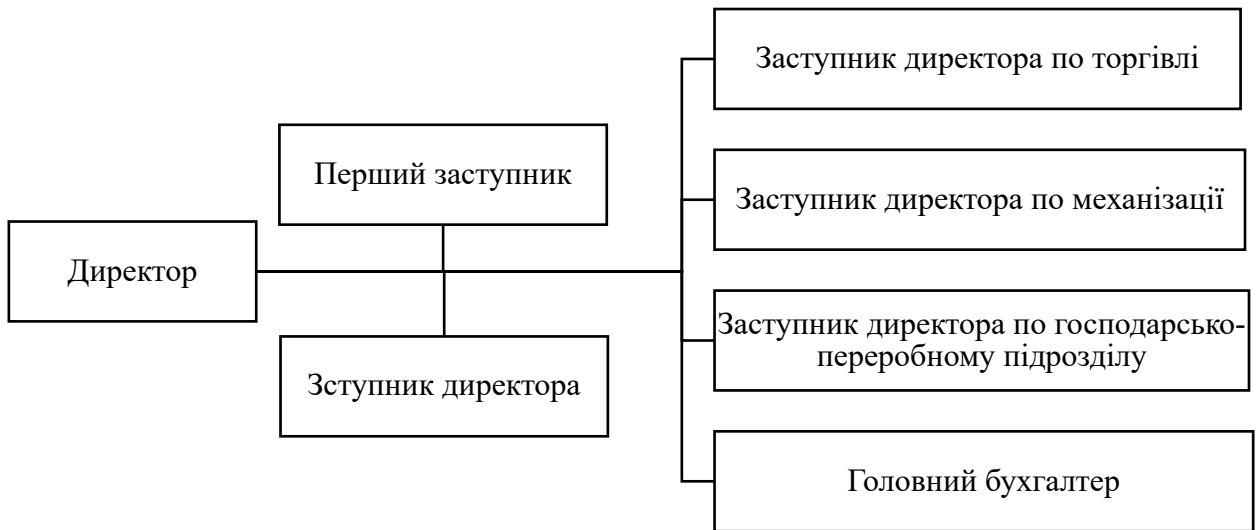 Заступник директора по торгівлі
Перший заступник
Заступник директора по механізації
Директор
Заступник директора по господарсько-
переробному підрозділу
Зступник директора
Головний бухгалтер